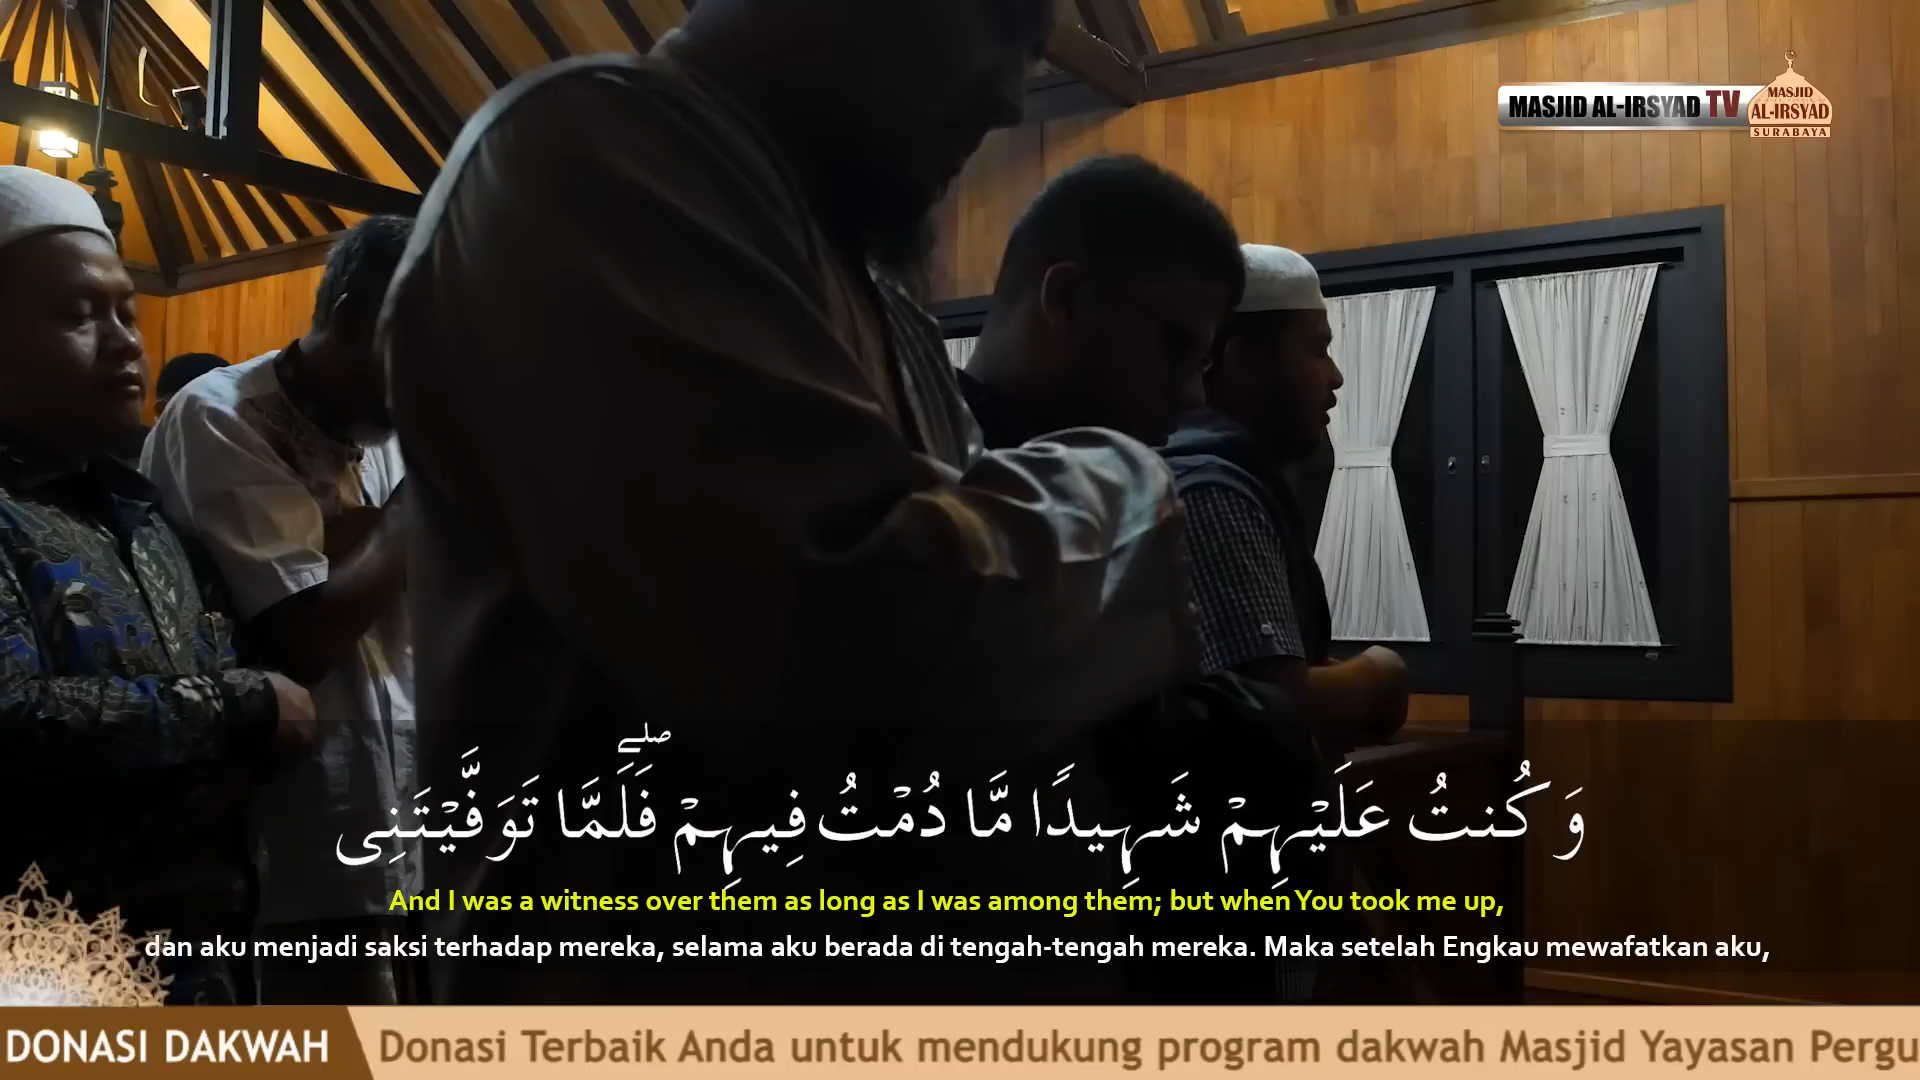 MASJID AL-IRSYAD TV
MASJID
AL-IRSYAD
SURABAYA
صلے
وَكُنتُ عَلَيْهِمْ شَهِيدًا مَّا دُمْتُ فِيهِمْ فَلَمَّا تَوَفَّيْتَنِى
And I was a witness over them as long as I was among them; but when You took me up,
dan aku menjadi saksi terhadap mereka, selama aku berada di tengah-tengah mereka. Maka setelah Engkau mewafatkan aku,
DONASI DAKWAH
Donasi Terbaik Anda untuk mendukung program dakwah Masjid Yayasan Pergu